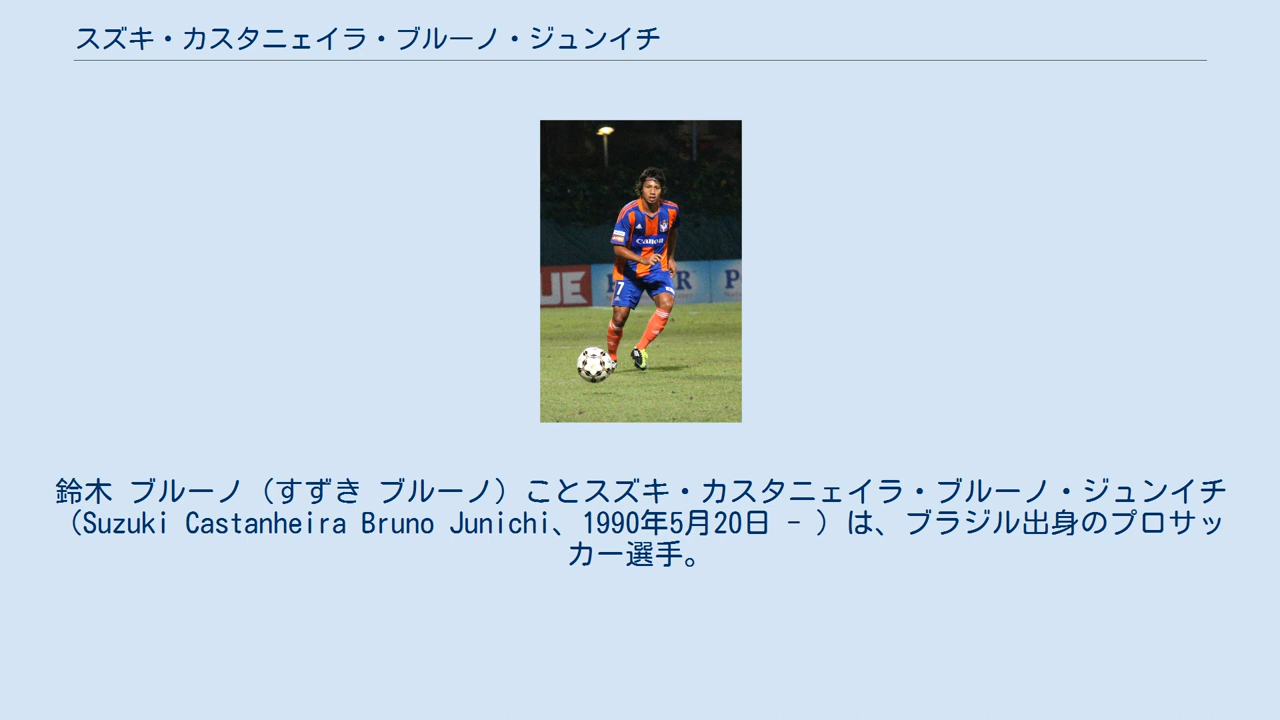 スズキ・カスタニェイラ・ブルーノ・ジュンイチ
Canon
7
UE
R
P
鈴木 ブルーノ（すずき ブルーノ）ことスズキ・カスタニェイラ・ブルーノ・ジュンイチ
（Suzuki Castanheira Bruno Junichi、1990年5月20日 - ）は、ブラジル出身のプロサッ
カー選手。